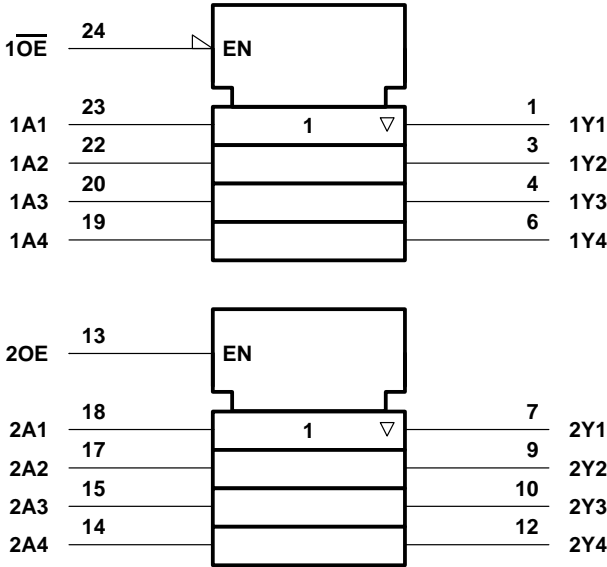 24
1O̅E̅ EN
23 1
1A1 1 ▽ 1Y1
22 3
1A2 1Y2
20 4
1A3 1Y3
19 6
1A4 1Y4
13
2OE EN
18 7
2A1 1 ▽ 2Y1
17 9
2A2 2Y2
15 10
2A3 2Y3
14 12
2A4 2Y4